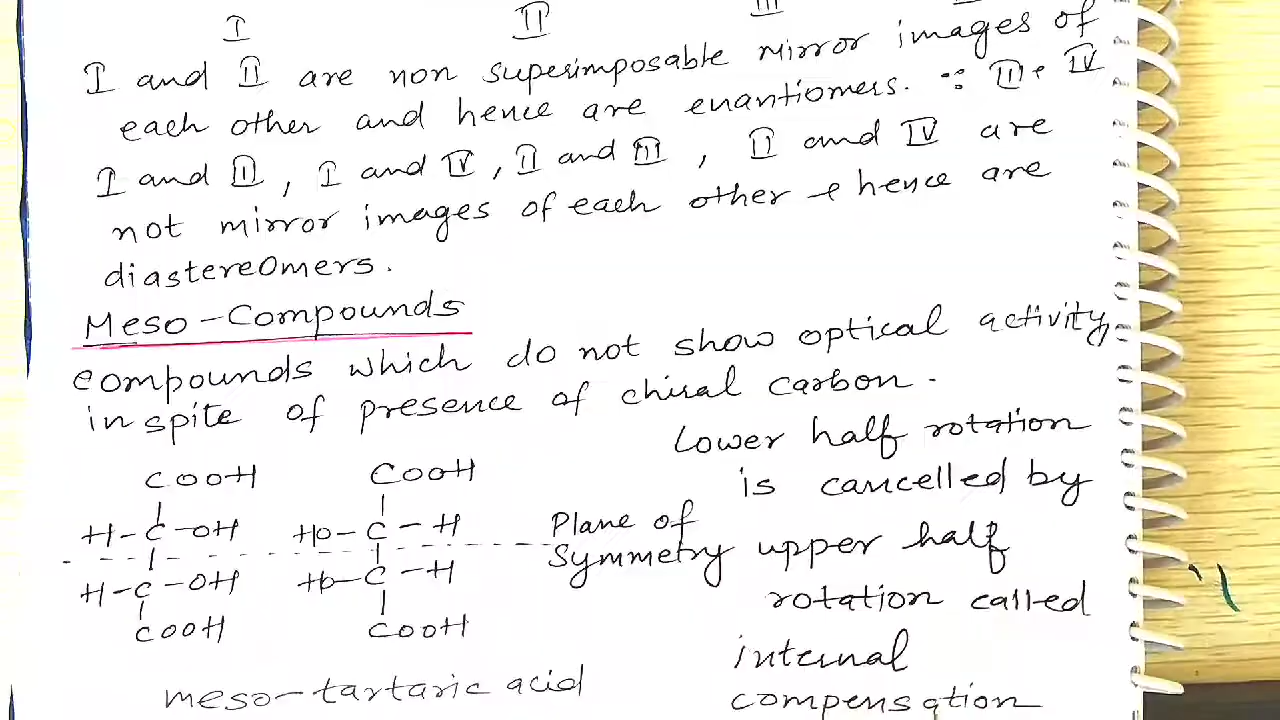 I II III
I and II are non superimposable mirror images of
each other and hence are enantiomers. :: III & IV
I and III, I and IV, II and III, II and IV are
not mirror images of each other & hence are
diastereomers.
Meso-Compounds
compounds which do not show optical activity
inspite of presence of chiral carbon.
COOH COOH
H-C-OH HO-C-H
H-C-OH HO-C-H
COOH COOH
Plane of
Symmetry
meso-tartaric acid
Lower half rotation
is cancelled by
upper half
rotation called
internal
compensation